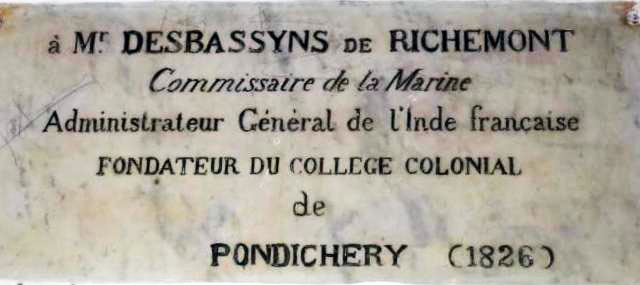 à Mr DESBASSYNS DE RICHEMONT
Commissaire de la Marine
Administrateur Général de l'Inde française
FONDATEUR DU COLLEGE COLONIAL
de
PONDICHERY (1826)